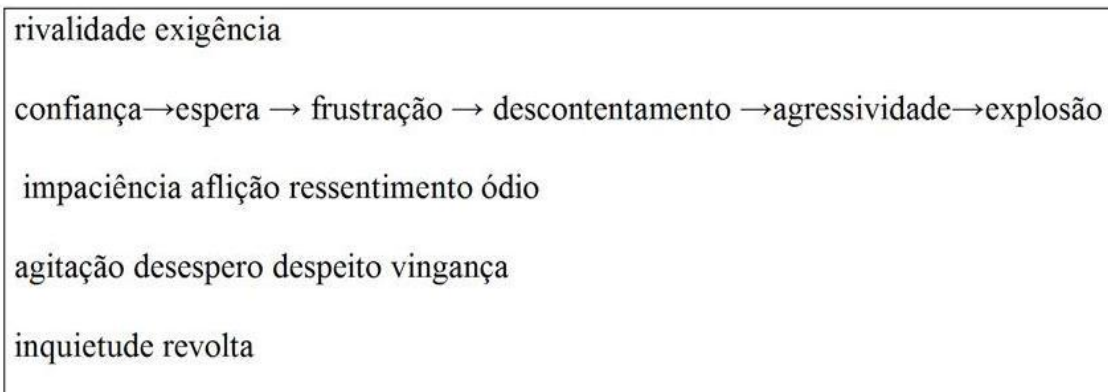 rivalidade exigência
confiança→espera → frustração → descontentamento →agressividade→explosão
impaciência aflição ressentimento ódio
agitação desespero despeito vingança
inquietude revolta